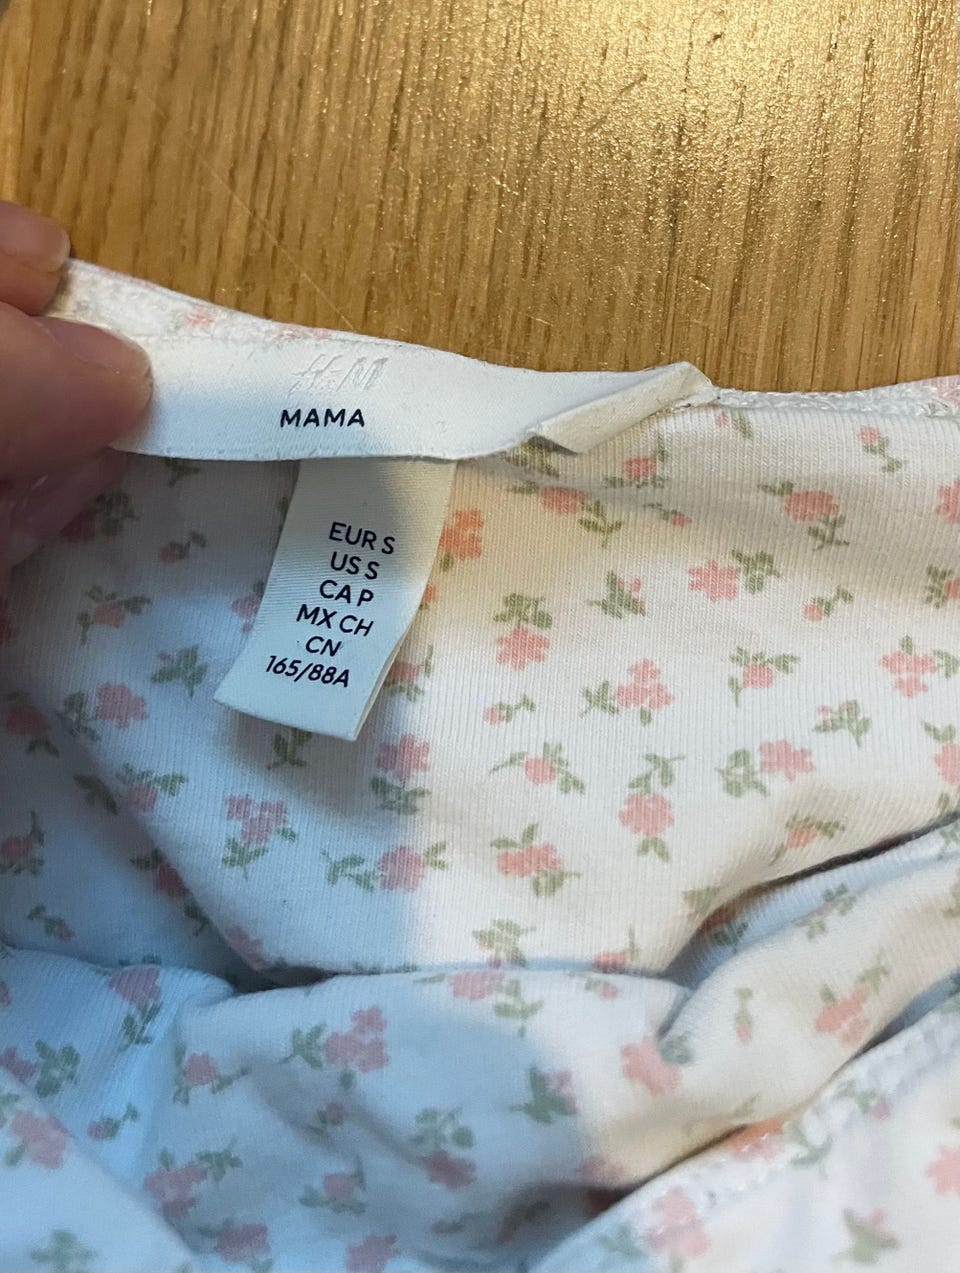 H&M
MAMA
EUR S
US S
CA P
MX CH
CN
165/88A